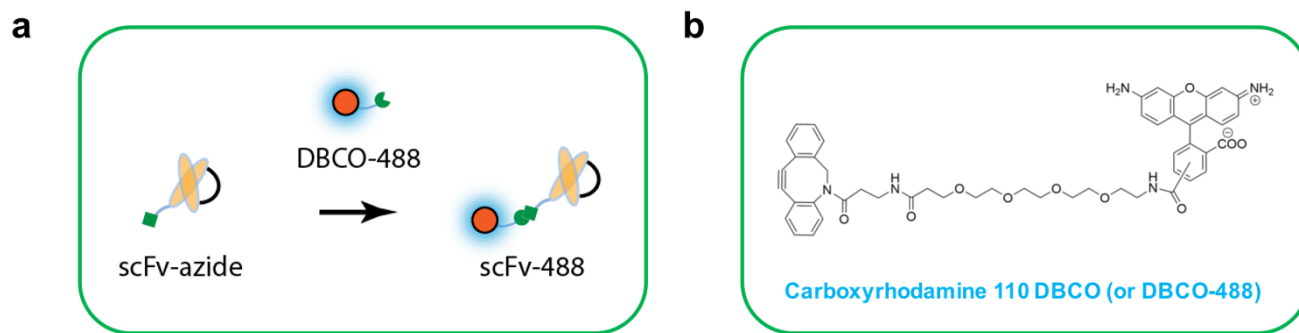 a
DBCO-488
scFv-azide
scFv-488
b
H₂N
O
NH₂
⊕
⊖
COO
N
O
H
N
O
O
O
O
O
H
N
O
Carboxyrhodamine 110 DBCO (or DBCO-488)